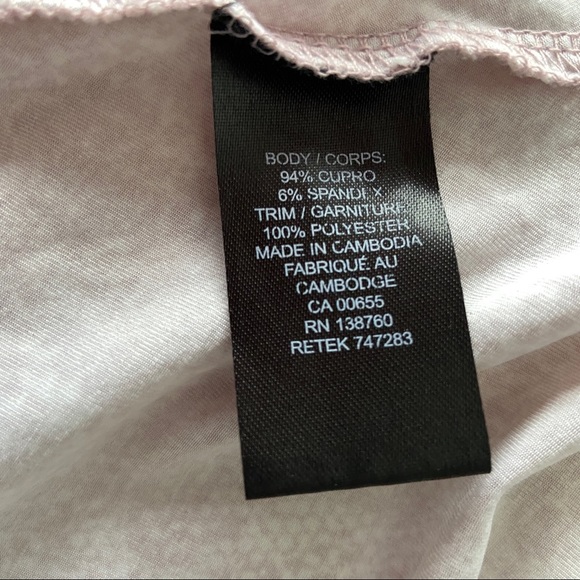 BODY / CORPS:
94% CUPRO
6% SPANDEX
TRIM / GARNITURE
100% POLYESTER
MADE IN CAMBODIA
FABRIQUÉ AU
CAMBODGE
CA 00655
RN 138760
RETEK 747283